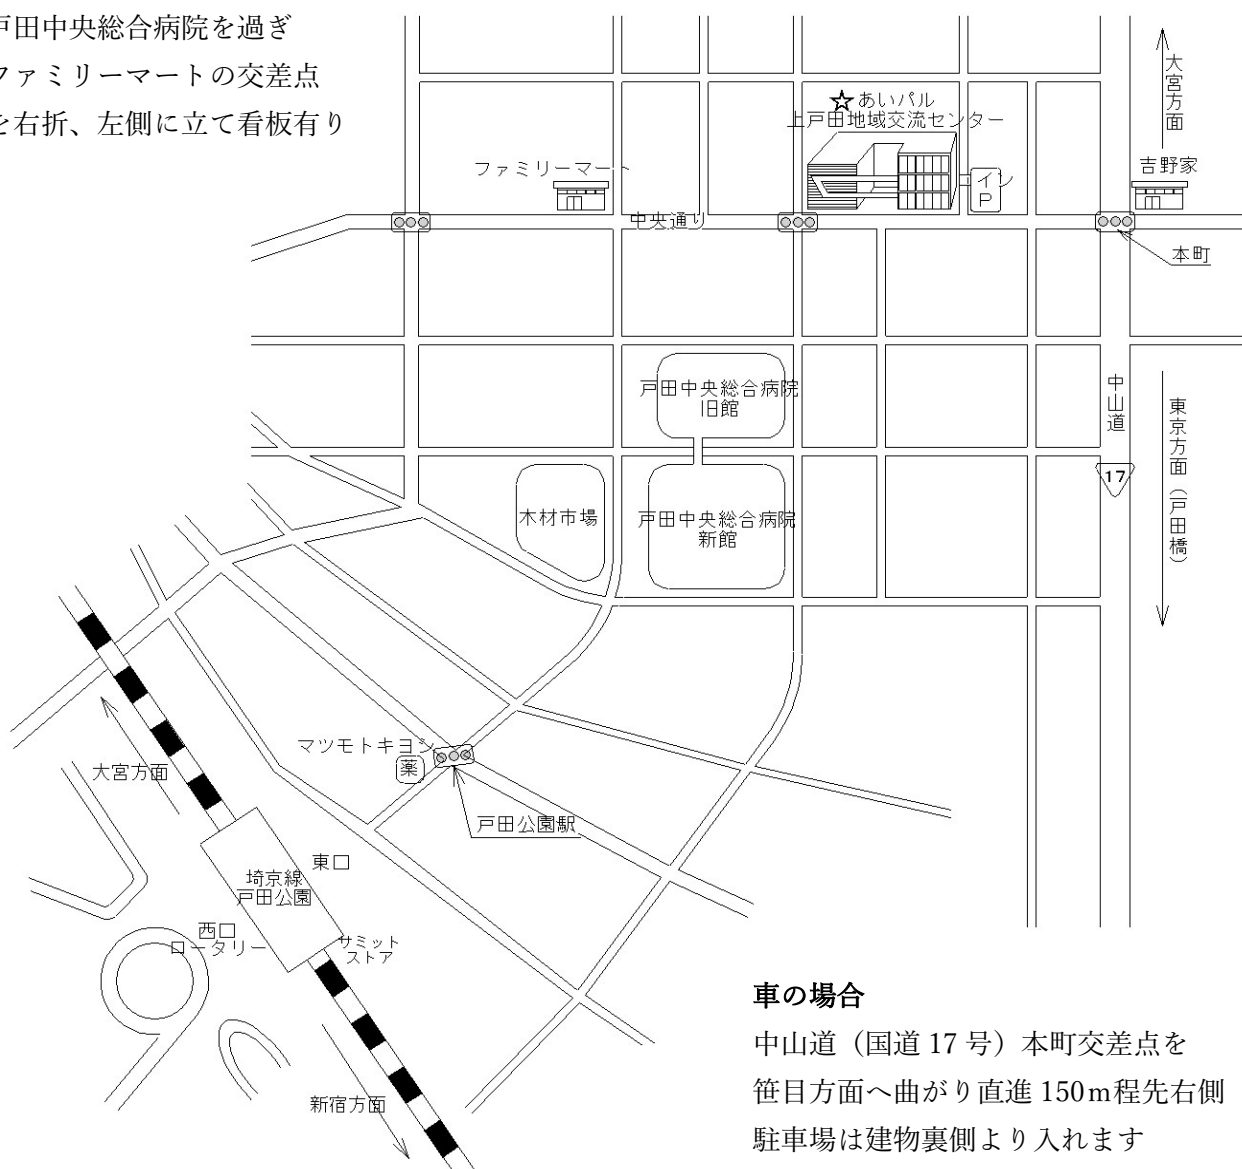 戸田中央総合病院を過ぎ
ファミリーマートの交差点
を右折、左側に立て看板有り
大宮方面
☆あいパル
上戸田地域交流センター
ファミリーマート
イン
P
吉野家
中央通り
本町
戸田中央総合病院
旧館
中山道
東京方面(戸田橋)
17
木材市場
戸田中央総合病院
新館
マツモトキヨシ
薬
大宮方面
戸田公園駅
東口
埼京線
戸田公園
西口
ロータリー
サミット
ストア
新宿方面
車の場合
中山道（国道 17 号）本町交差点を
笹目方面へ曲がり直進 150m程先右側
駐車場は建物裏側より入れます